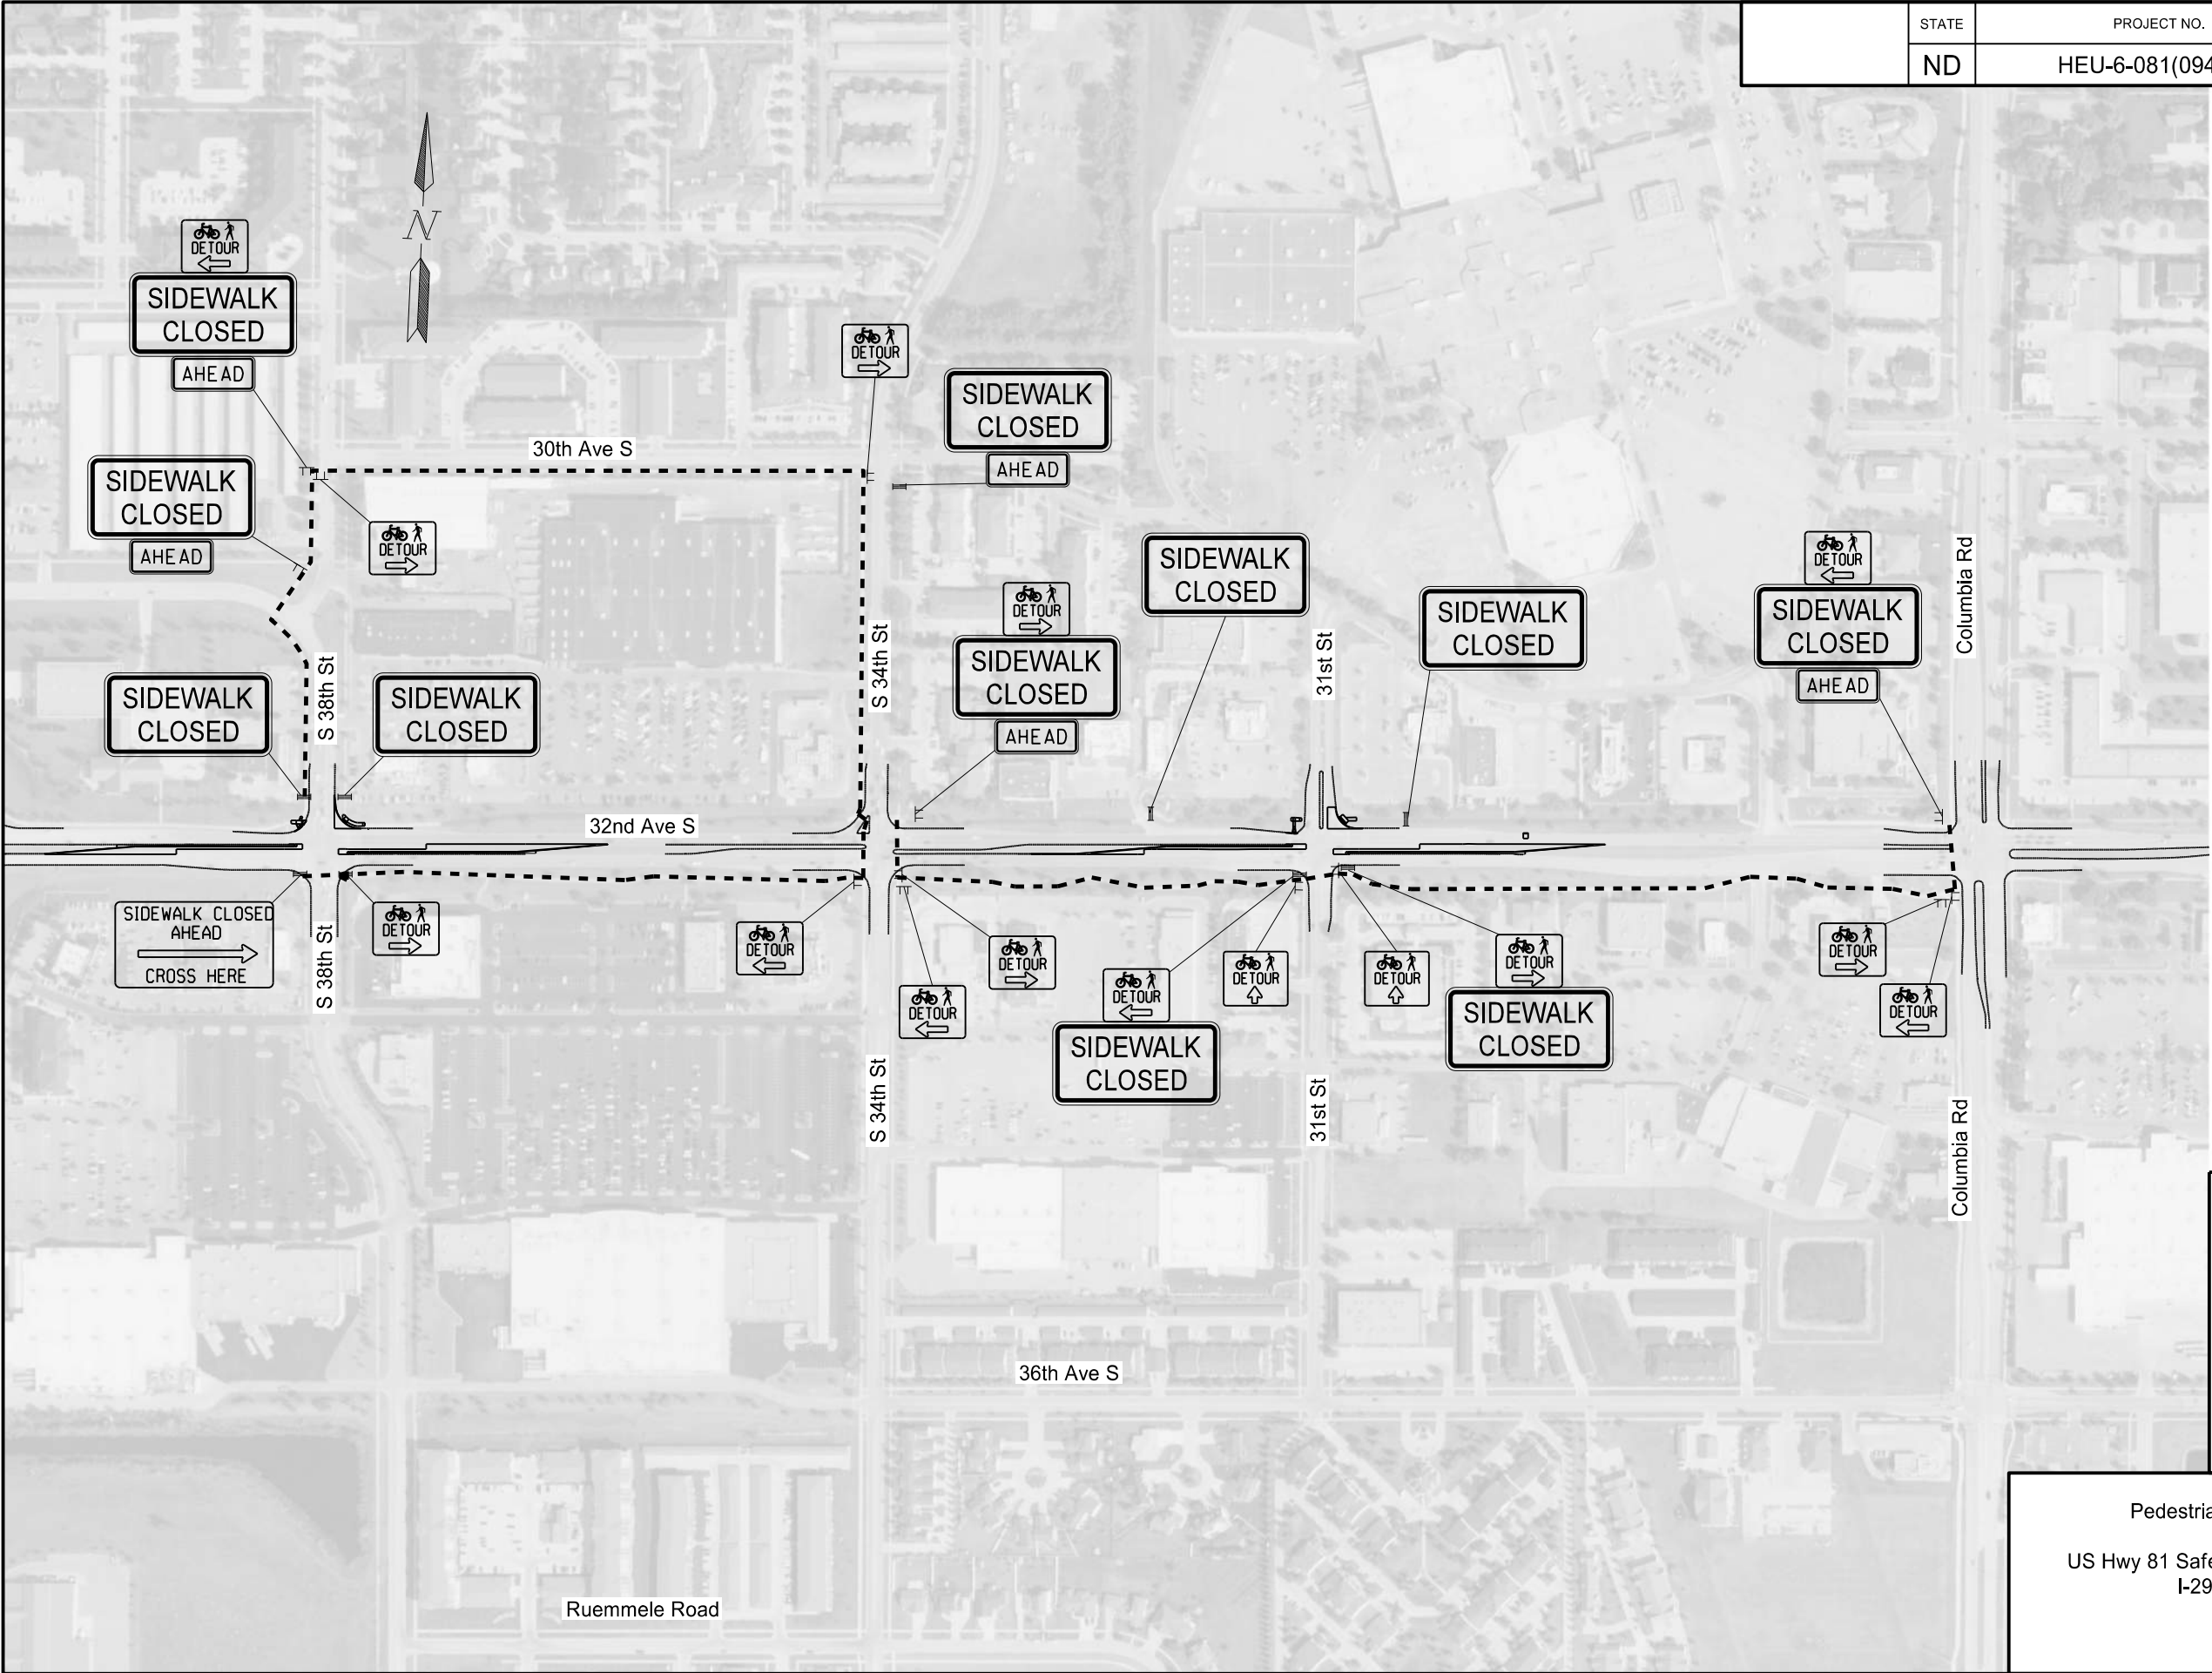 STATE
PROJECT NO.
ND
HEU-6-081(094
N
DETOUR
SIDEWALK
CLOSED
AHEAD
DETOUR
SIDEWALK
CLOSED
AHEAD
30th Ave S
SIDEWALK
CLOSED
AHEAD
DETOUR
SIDEWALK
CLOSED
DETOUR
SIDEWALK
CLOSED
AHEAD
SIDEWALK
CLOSED
DETOUR
SIDEWALK
CLOSED
AHEAD
Columbia Rd
S 34th St
31st St
S 38th St
SIDEWALK
CLOSED
SIDEWALK
CLOSED
32nd Ave S
SIDEWALK CLOSED
AHEAD
CROSS HERE
S 38th St
DETOUR
DETOUR
DETOUR
DETOUR
DETOUR
SIDEWALK
CLOSED
DETOUR
DETOUR
DETOUR
SIDEWALK
CLOSED
DETOUR
DETOUR
S 34th St
31st St
Columbia Rd
36th Ave S
Ruemmele Road
Pedestria
US Hwy 81 Safe
I-29